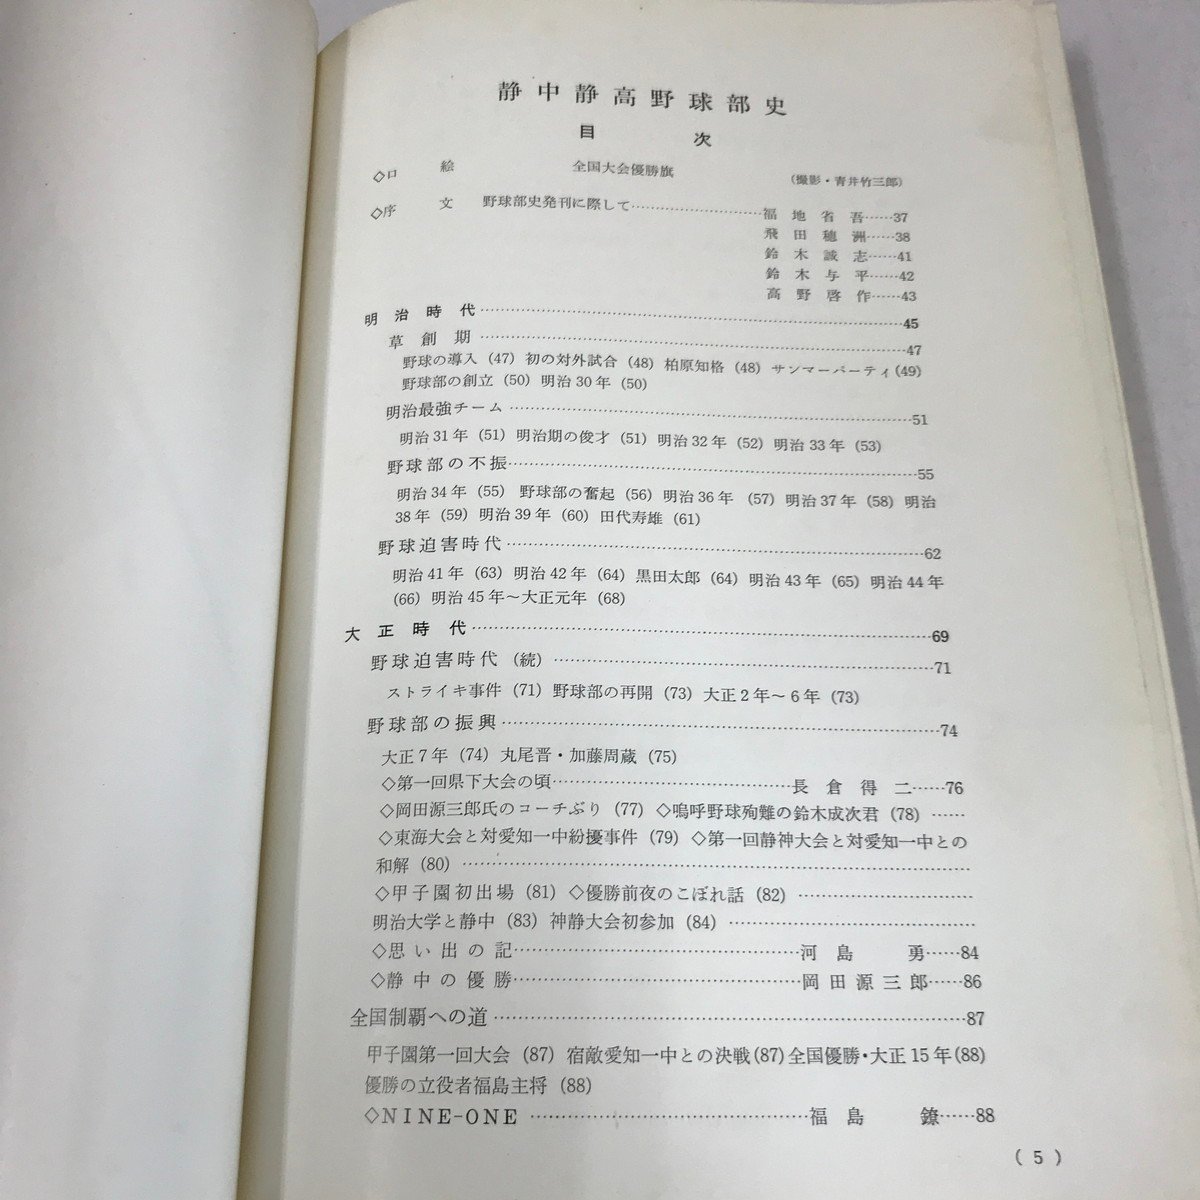 静中静高野球部史
目次
◇口絵 全国大会優勝旗 (撮影・青井竹三郎)
◇序文 野球部史発刊に際して……………………福地省吾……37
飛田穂洲……38
鈴木誠志……41
鈴木与平……42
高野啓作……43
明治時代……………………45
草創期……………………47
野球の導入 (47) 初の対外試合 (48) 柏原知格 (48) サンマーパーティ (49)
野球部の創立 (50) 明治30年 (50)
明治最強チーム……………………51
明治31年 (51) 明治期の俊才 (51) 明治32年 (52) 明治33年 (53)
野球部の不振……………………55
明治34年 (55) 野球部の奮起 (56) 明治36年 (57) 明治37年 (58) 明治
38年 (59) 明治39年 (60) 田代寿雄 (61)
野球迫害時代……………………62
明治41年 (63) 明治42年 (64) 黒田太郎 (64) 明治43年 (65) 明治44年
(66) 明治45年〜大正元年 (68)
大正時代……………………69
野球迫害時代 (続)……………………71
ストライキ事件 (71) 野球部の再開 (73) 大正2年〜6年 (73)
野球部の振興……………………74
大正7年 (74) 丸尾晋・加藤周蔵 (75)
◇第一回県下大会の頃……………………長倉得二……76
◇岡田源三郎氏のコーチぶり (77) ◇嗚呼野球殉難の鈴木成次君 (78) ……
◇東海大会と対愛知一中紛擾事件 (79) ◇第一回静神大会と対愛知一中との
和解 (80) ……………………
◇甲子園初出場 (81) ◇優勝前夜のこぼれ話 (82) ……………………
明治大学と静中 (83) 神静大会初参加 (84) ……………………
◇思い出の記……………………河島勇……84
◇静中の優勝……………………岡田源三郎……86
全国制覇への道……………………87
甲子園第一回大会 (87) 宿敵愛知一中との決戦 (87) 全国優勝・大正15年 (88)
優勝の立役者福島主将 (88)
◇NINE-ONE ……………………福島鐐……88
(5)